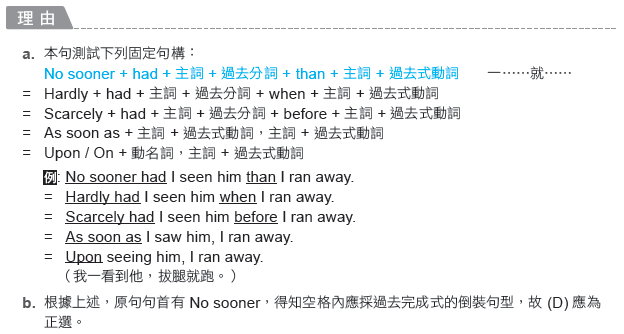 理由
a. 本句測試下列固定句構：
No sooner + had + 主詞 + 過去分詞 + than + 主詞 + 過去式動詞　一……就……
= Hardly + had + 主詞 + 過去分詞 + when + 主詞 + 過去式動詞
= Scarcely + had + 主詞 + 過去分詞 + before + 主詞 + 過去式動詞
= As soon as + 主詞 + 過去式動詞，主詞 + 過去式動詞
= Upon / On + 動名詞，主詞 + 過去式動詞
例: No sooner had I seen him than I ran away.
= Hardly had I seen him when I ran away.
= Scarcely had I seen him before I ran away.
= As soon as I saw him, I ran away.
= Upon seeing him, I ran away.
（我一看到他，拔腿就跑。）
b. 根據上述，原句句首有 No sooner，得知空格內應採過去完成式的倒裝句型，故 (D) 應為
正選。